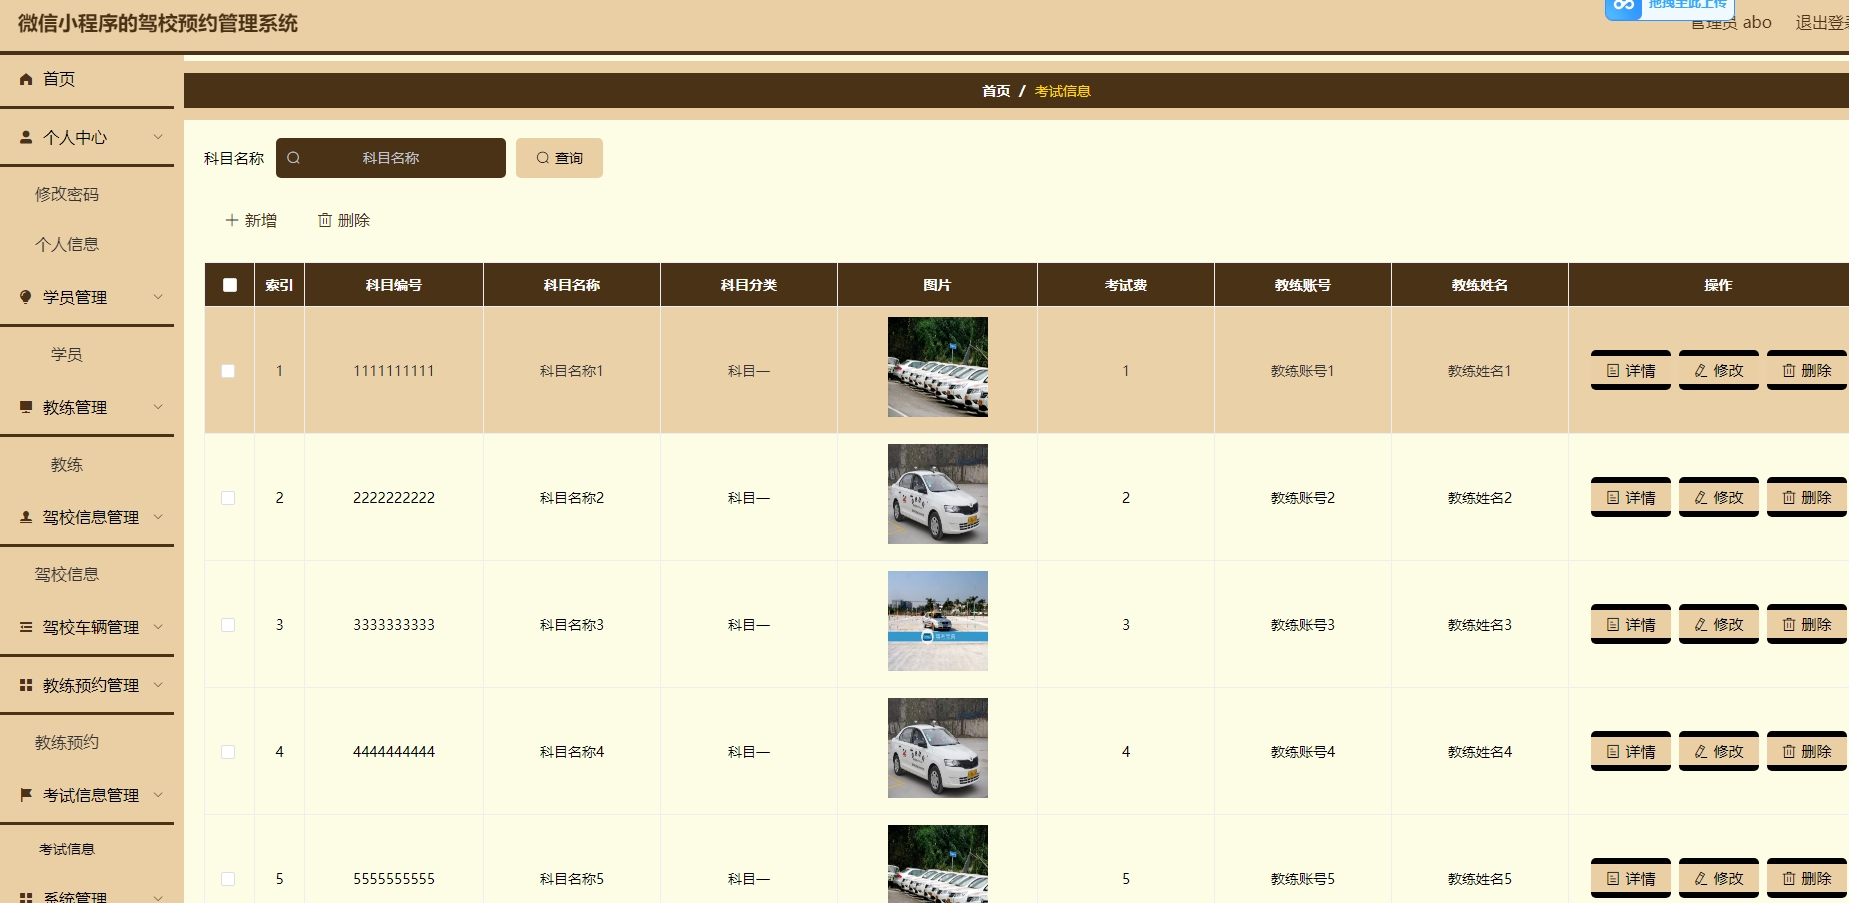 微信小程序的驾校预约管理系统
拖拽至此上传
管理员 abo 退出登录
首页
个人中心
修改密码
个人信息
学员管理
学员
教练管理
教练
驾校信息管理
驾校信息
驾校车辆管理
教练预约管理
教练预约
考试信息管理
考试信息
系统管理
首页 / 考试信息
科目名称 科目名称 查询
新增 删除
索引 科目编号 科目名称 科目分类 图片 考试费 教练账号 教练姓名 操作
1 1111111111 科目名称1 科目一 1 教练账号1 教练姓名1 详情 修改 删除
2 2222222222 科目名称2 科目一 2 教练账号2 教练姓名2 详情 修改 删除
3 3333333333 科目名称3 科目一 3 教练账号3 教练姓名3 详情 修改 删除
4 4444444444 科目名称4 科目一 4 教练账号4 教练姓名4 详情 修改 删除
5 5555555555 科目名称5 科目一 5 教练账号5 教练姓名5 详情 修改 删除